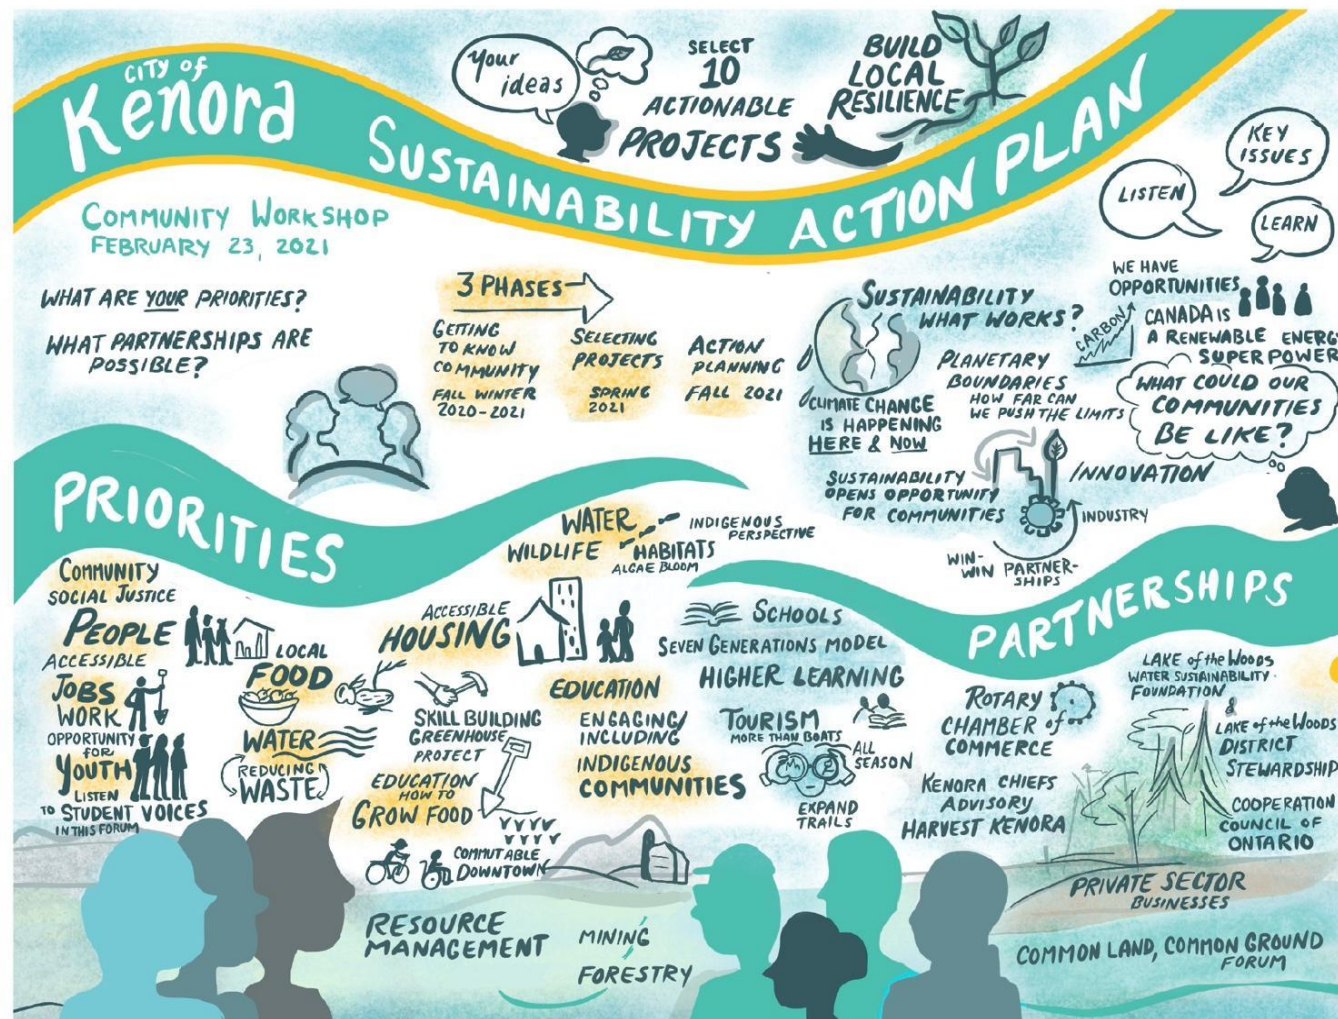 CITY of
Kenora
SUSTAINABILITY ACTION PLAN
Your
ideas
SELECT
10
ACTIONABLE
PROJECTS
BUILD
LOCAL
RESILIENCE
KEY
ISSUES
LISTEN
LEARN
COMMUNITY WORKSHOP
FEBRUARY 23, 2021
WHAT ARE YOUR PRIORITIES?
WHAT PARTNERSHIPS ARE
POSSIBLE?
3 PHASES
GETTING
TO KNOW
COMMUNITY
FALL WINTER
2020-2021
SELECTING
PROJECTS
SPRING
2021
ACTION
PLANNING
FALL 2021
SUSTAINABILITY
WHAT WORKS?
CLIMATE CHANGE
IS HAPPENING
HERE & NOW
PLANETARY
BOUNDARIES
HOW FAR CAN
WE PUSH THE LIMITS
WE HAVE
OPPORTUNITIES
CARBON
CANADA IS
A RENEWABLE ENERGY
SUPER POWER
WHAT COULD OUR
COMMUNITIES
BE LIKE?
SUSTAINABILITY
OPENS OPPORTUNITY
FOR COMMUNITIES
INNOVATION
INDUSTRY
WIN-
WIN PARTNER-
SHIPS
PRIORITIES
COMMUNITY
SOCIAL JUSTICE
PEOPLE
ACCESSIBLE
JOBS
WORK
OPPORTUNITY
FOR
YOUTH
LISTEN
TO STUDENT VOICES
IN THIS FORUM
LOCAL
FOOD
WATER
REDUCING
WASTE
WATER
WILDLIFE
HABITATS
ALGAE BLOOM
INDIGENOUS
PERSPECTIVE
ACCESSIBLE
HOUSING
SKILL BUILDING
GREENHOUSE
PROJECT
EDUCATION
HOW TO
GROW FOOD
COMMUTABLE
DOWNTOWN
EDUCATION
ENGAGING/
INCLUDING
INDIGENOUS
COMMUNITIES
SCHOOLS
SEVEN GENERATIONS MODEL
HIGHER LEARNING
TOURISM
MORE THAN BOATS
ALL
SEASON
EXPAND
TRAILS
RESOURCE
MANAGEMENT
MINING
FORESTRY
PARTNERSHIPS
ROTARY
CHAMBER of
COMMERCE
KENORA CHIEFS
ADVISORY
HARVEST KENORA
LAKE of the WOODS
WATER SUSTAINABILITY
FOUNDATION
&
LAKE of the WOODS
DISTRICT
STEWARDSHIP
COOPERATION
COUNCIL OF
ONTARIO
PRIVATE SECTOR
BUSINESSES
COMMON LAND, COMMON GROUND
FORUM